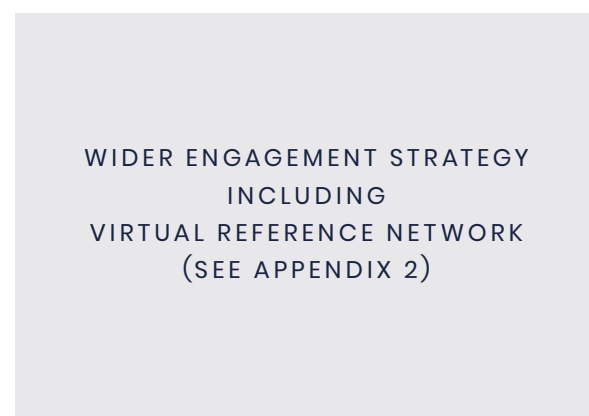 WIDER ENGAGEMENT STRATEGY
INCLUDING
VIRTUAL REFERENCE NETWORK
(SEE APPENDIX 2)